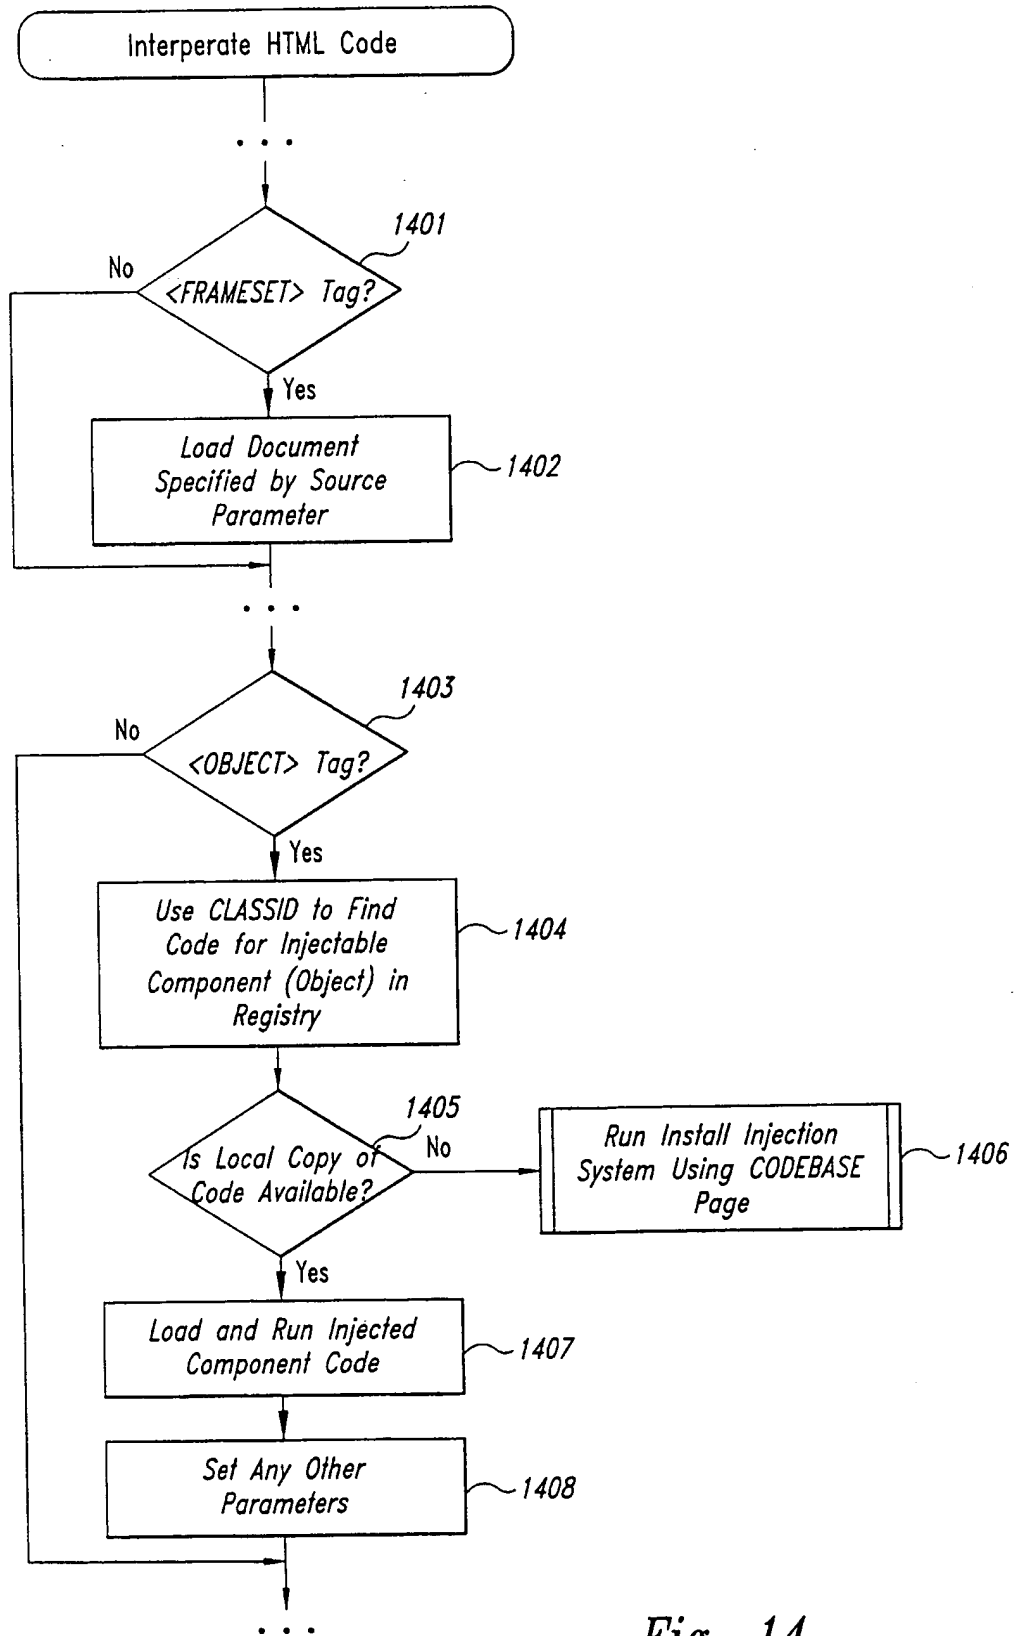 Interperate HTML Code
. . .
1401
No
<FRAMESET> Tag?
Yes
Load Document
Specified by Source
Parameter
1402
. . .
1403
No
<OBJECT> Tag?
Yes
Use CLASSID to Find
Code for Injectable
Component (Object) in
Registry
1404
1405
Is Local Copy of
Code Available?
No
Run Install Injection
System Using CODEBASE
Page
1406
Yes
Load and Run Injected
Component Code
1407
Set Any Other
Parameters
1408
. . .
Fig. 14